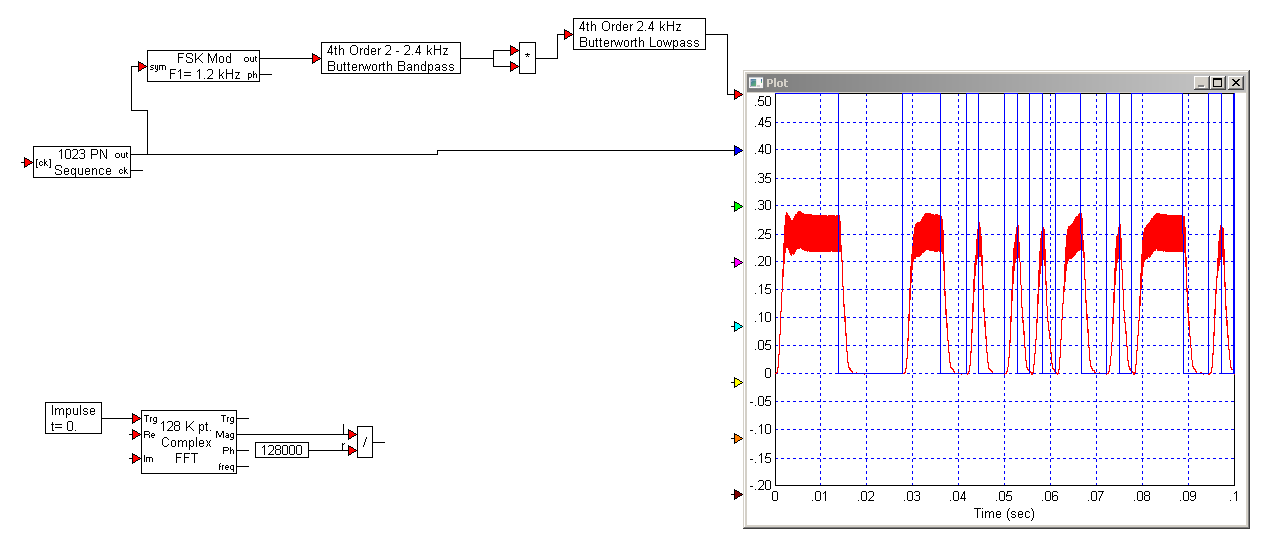 4th Order 2.4 kHz
Butterworth Lowpass
4th Order 2 - 2.4 kHz
Butterworth Bandpass
*
FSK Mod out
sym F1= 1.2 kHz ph
1023 PN out
[ck] Sequence ck
Plot
.50
.45
.40
.35
.30
.25
.20
.15
.10
.05
0
-.05
-.10
-.15
-.20
0 .01 .02 .03 .04 .05 .06 .07 .08 .09 .1
Time (sec)
Impulse
t= 0.
Trg Trg
128 K pt.
Re Mag
Complex
Ph
Im FFT
freq
128000
l
r
/